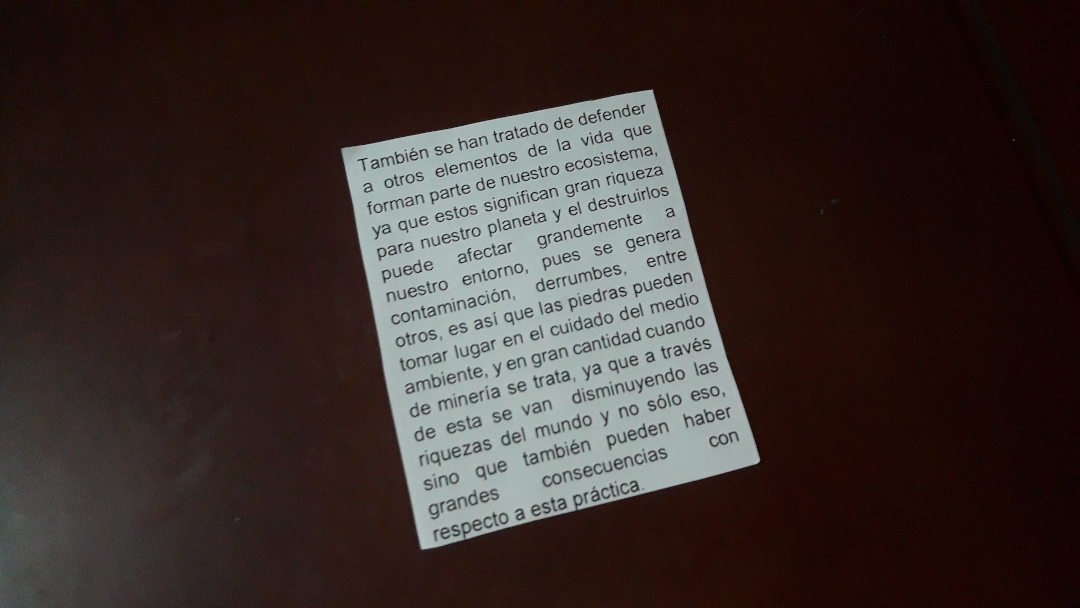 También se han tratado de defender
a otros elementos de la vida que
forman parte de nuestro ecosistema,
ya que estos significan gran riqueza
para nuestro planeta y el destruirlos
puede afectar grandemente a
nuestro entorno, pues se genera
contaminación, derrumbes, entre
otros, es así que las piedras pueden
tomar lugar en el cuidado del medio
ambiente, y en gran cantidad cuando
de minería se trata, ya que a través
de esta se van disminuyendo las
riquezas del mundo y no sólo eso,
sino que también pueden haber
grandes consecuencias con
respecto a esta práctica.